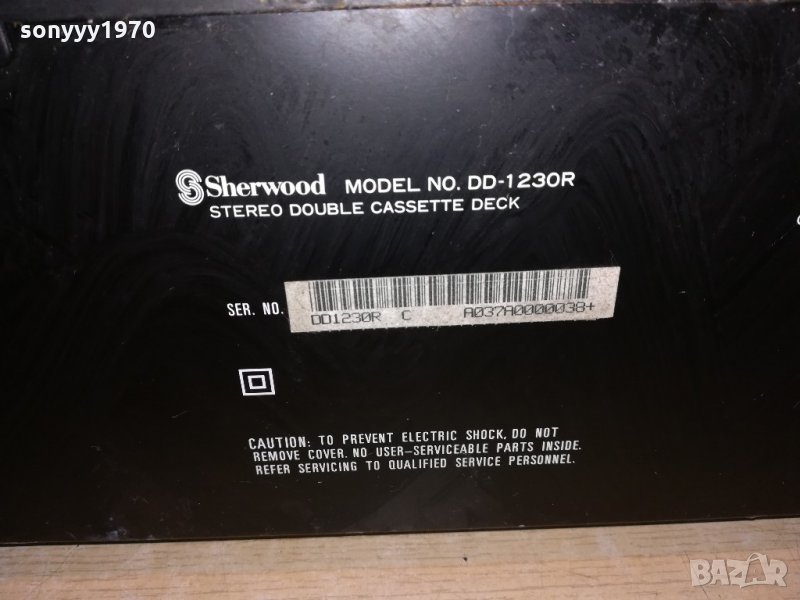 sonyyy1970
Sherwood MODEL NO. DD-1230R
STEREO DOUBLE CASSETTE DECK
SER. NO.
DD1230R C A037A0000038+
CAUTION: TO PREVENT ELECTRIC SHOCK, DO NOT
REMOVE COVER. NO USER-SERVICEABLE PARTS INSIDE.
REFER SERVICING TO QUALIFIED SERVICE PERSONNEL.
BAZAR